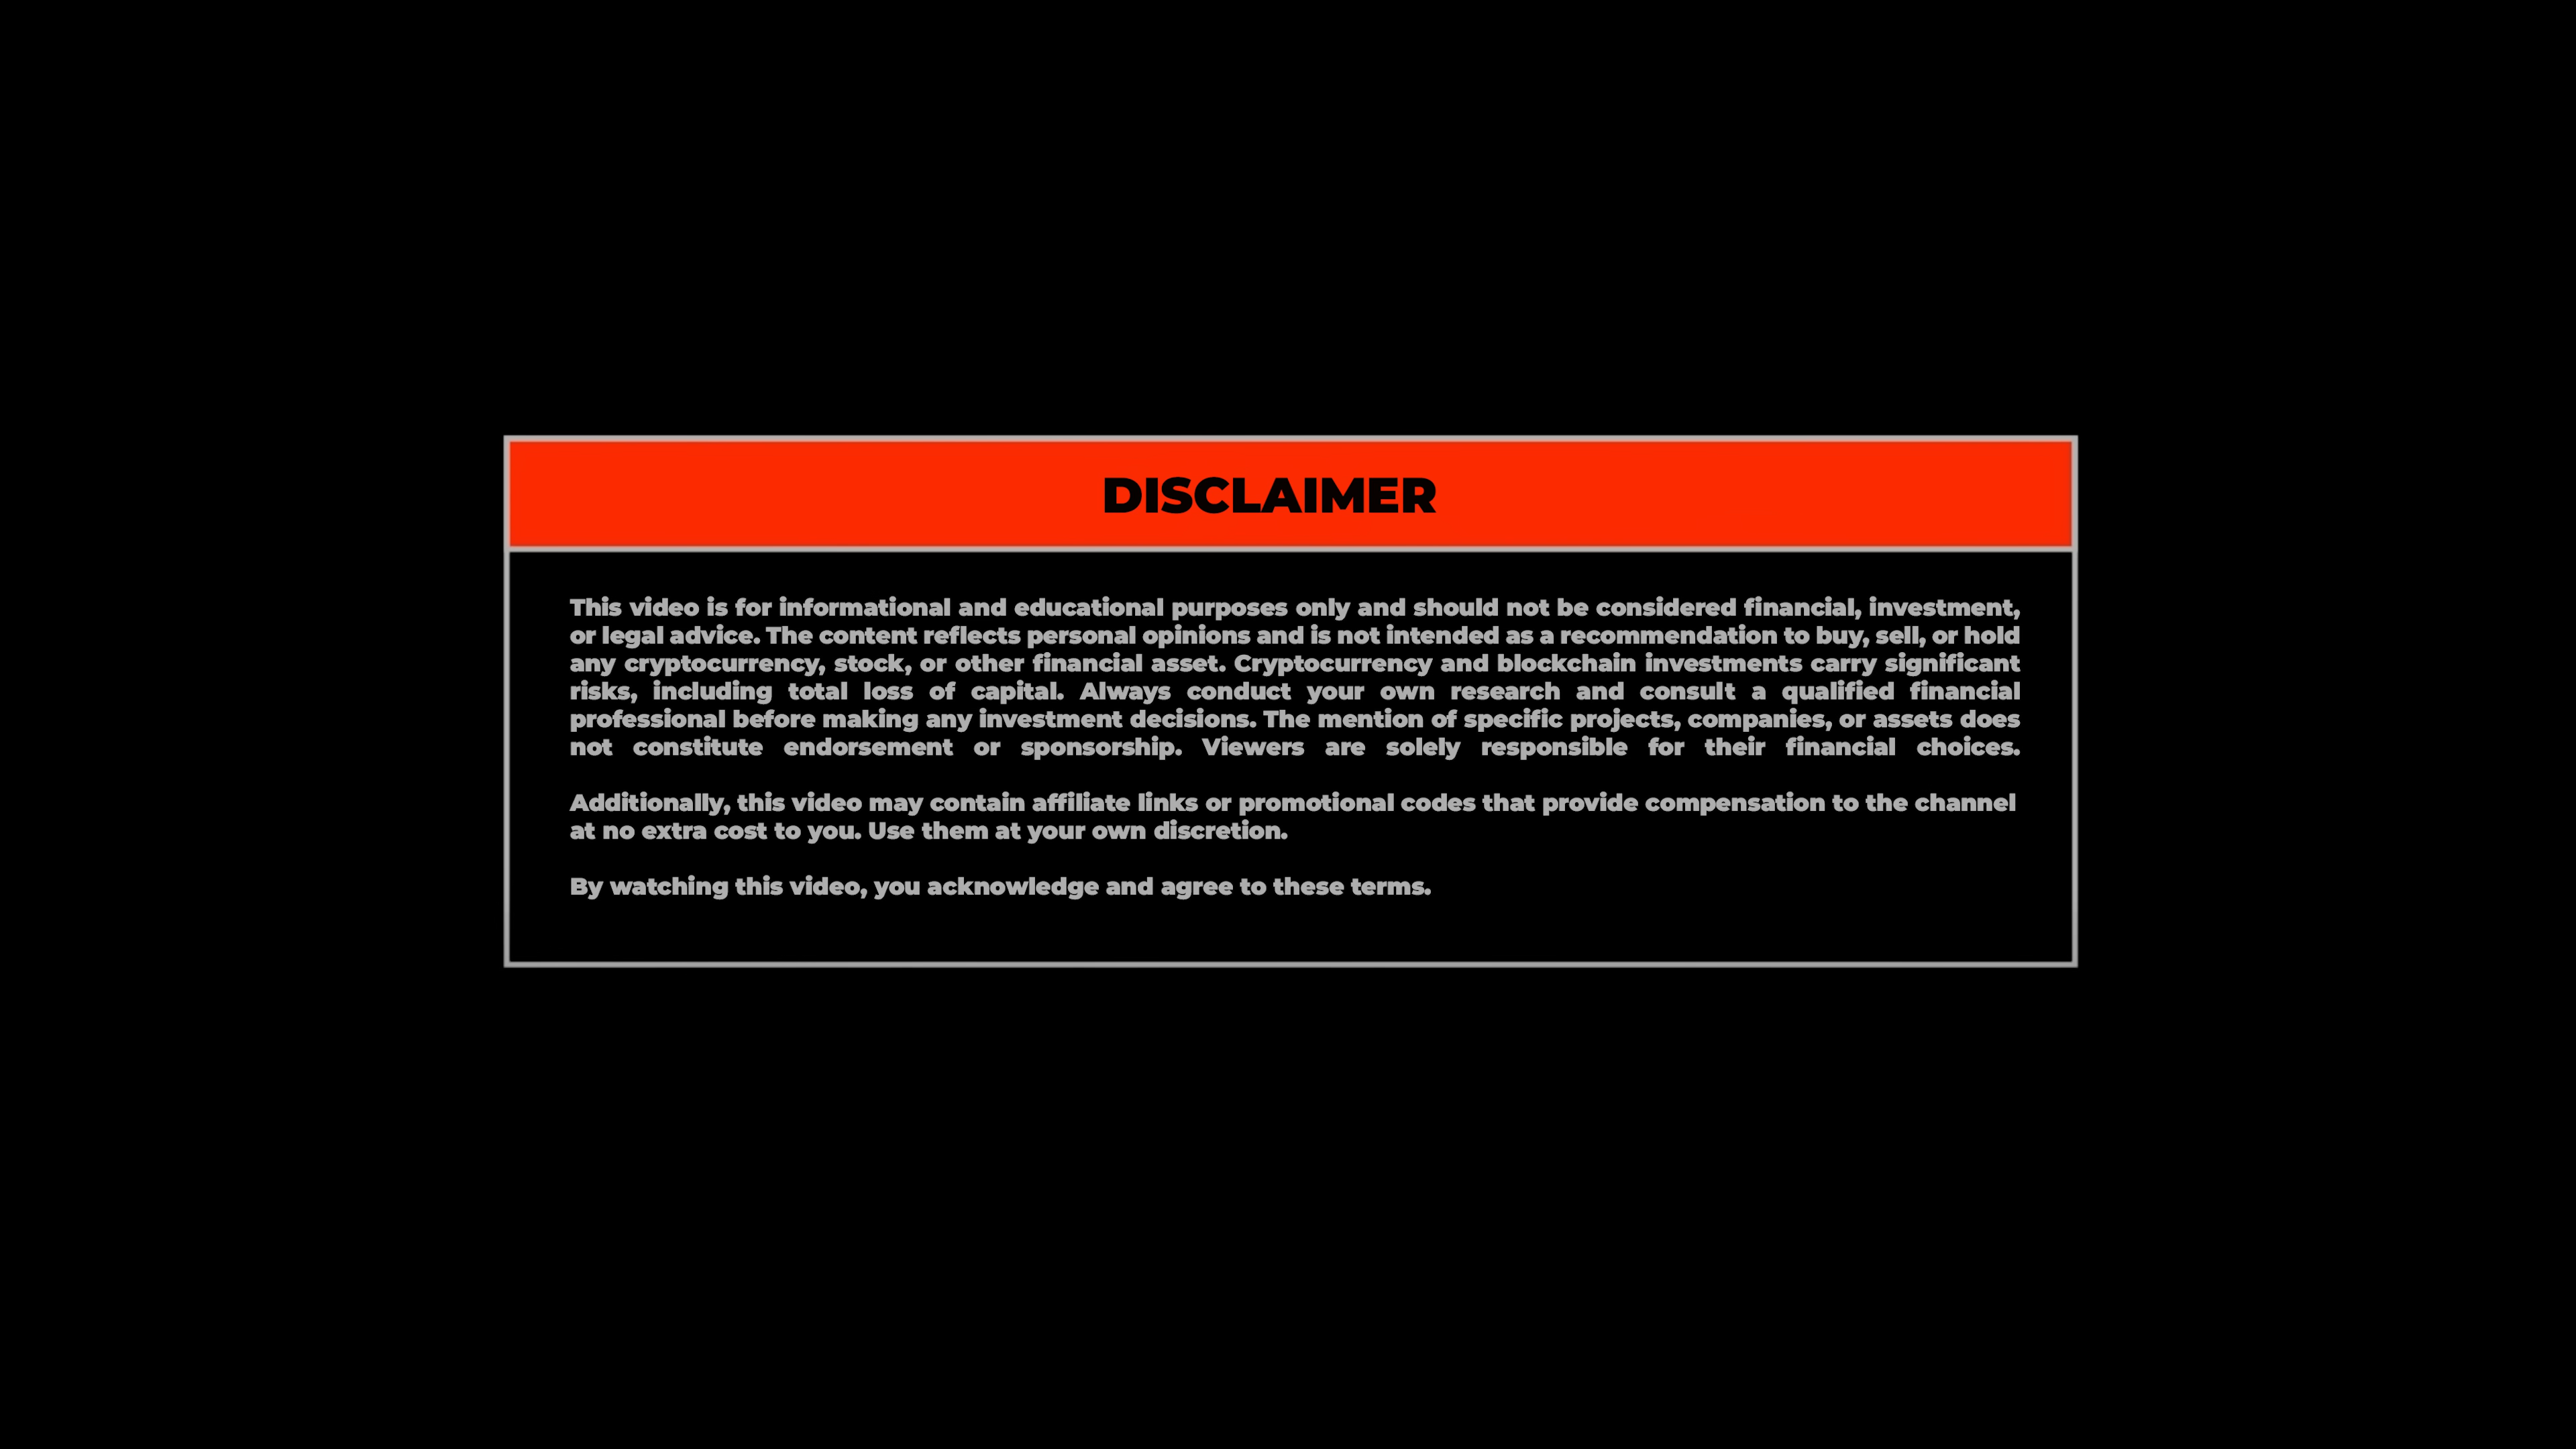 DISCLAIMER
This video is for informational and educational purposes only and should not be considered financial, investment,
or legal advice. The content reflects personal opinions and is not intended as a recommendation to buy, sell, or hold
any cryptocurrency, stock, or other financial asset. Cryptocurrency and blockchain investments carry significant
risks, including total loss of capital. Always conduct your own research and consult a qualified financial
professional before making any investment decisions. The mention of specific projects, companies, or assets does
not constitute endorsement or sponsorship. Viewers are solely responsible for their financial choices.
Additionally, this video may contain affiliate links or promotional codes that provide compensation to the channel
at no extra cost to you. Use them at your own discretion.
By watching this video, you acknowledge and agree to these terms.